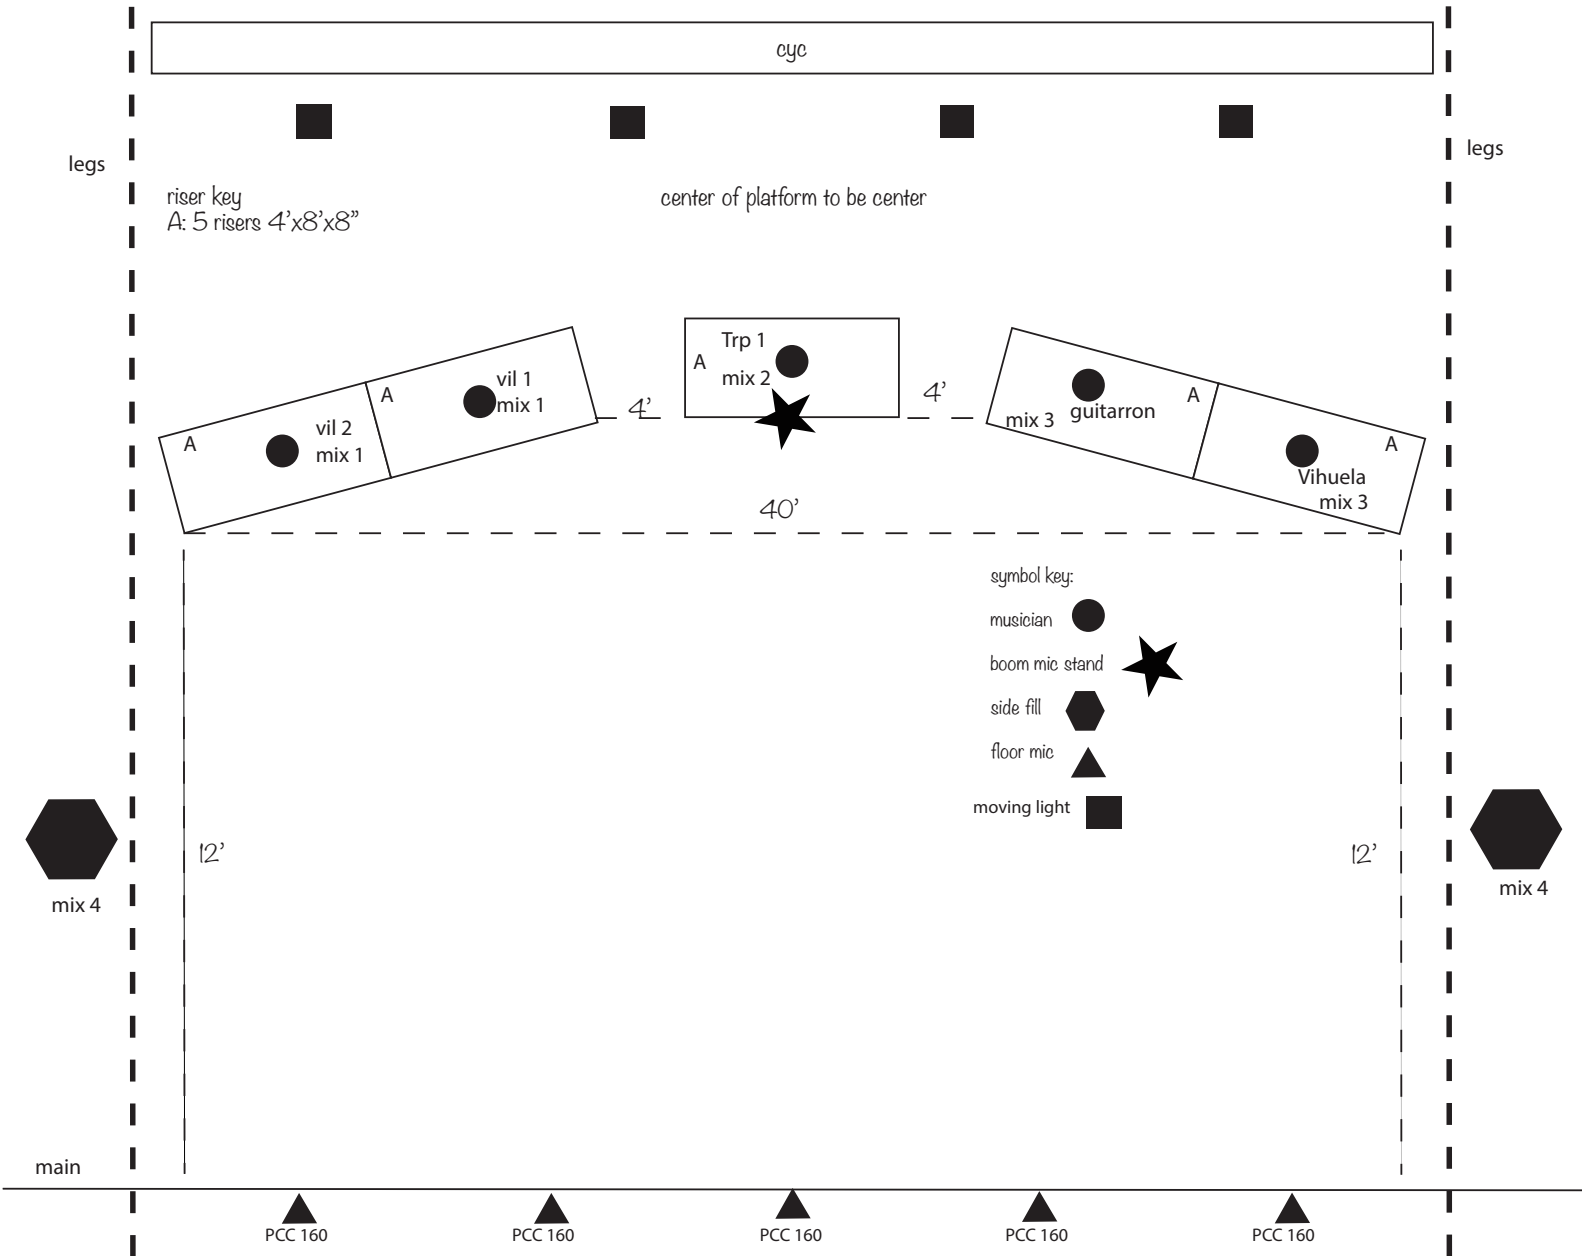 cyc
legs
legs
riser key
A: 5 risers 4'x8'x8"
center of platform to be center
A
vil 2
mix 1
A
vil 1
mix 1
4'
A
Trp 1
mix 2
4'
mix 3
guitarron
A
A
Vihuela
mix 3
40'
symbol key:
musician
boom mic stand
side fill
floor mic
moving light
12'
12'
mix 4
mix 4
main
PCC 160
PCC 160
PCC 160
PCC 160
PCC 160